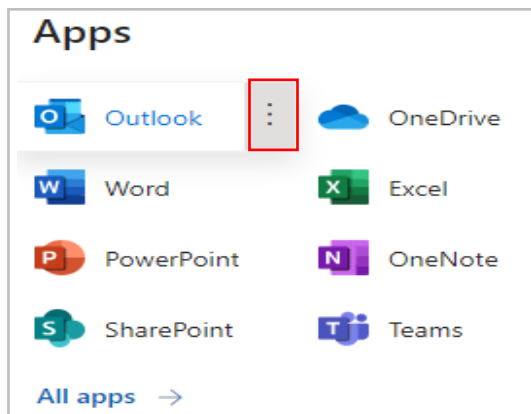 Apps
O Outlook OneDrive
W Word X Excel
P PowerPoint N OneNote
S SharePoint T Teams
All apps →